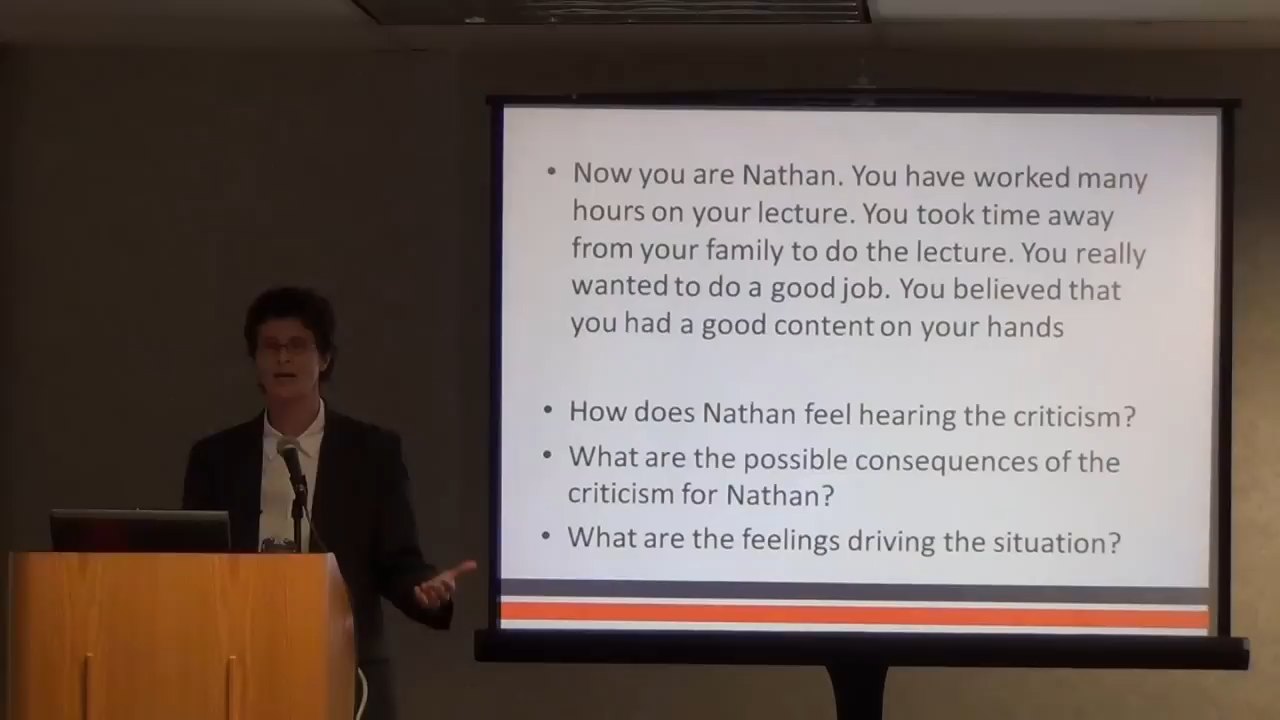 • Now you are Nathan. You have worked many
hours on your lecture. You took time away
from your family to do the lecture. You really
wanted to do a good job. You believed that
you had a good content on your hands
• How does Nathan feel hearing the criticism?
• What are the possible consequences of the
criticism for Nathan?
• What are the feelings driving the situation?